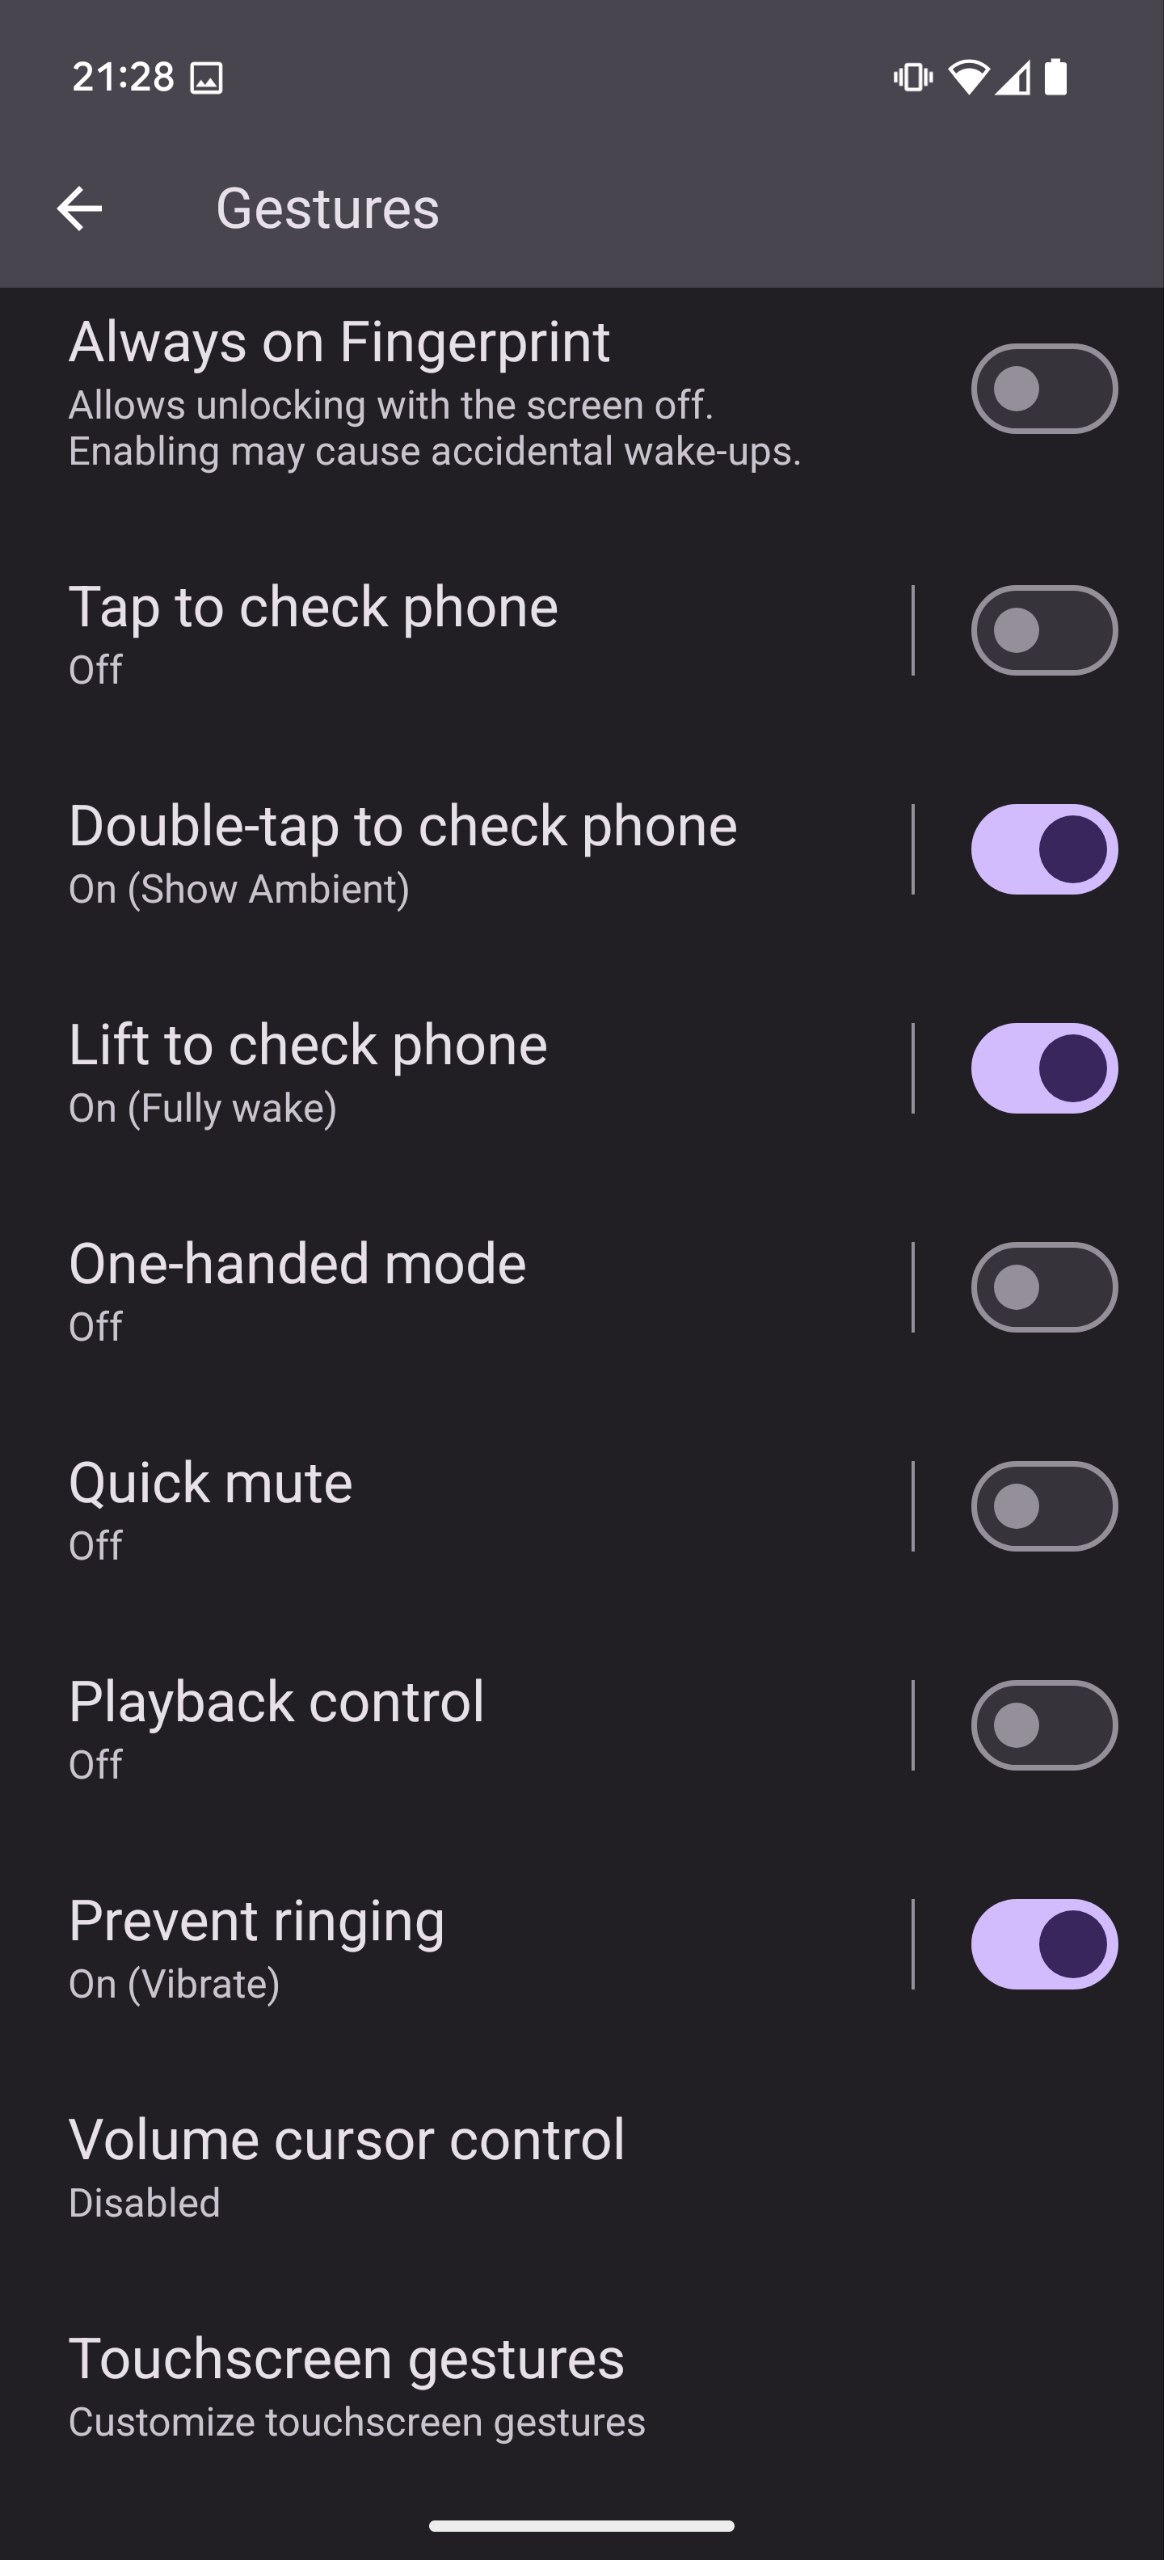 21:28
Gestures
Always on Fingerprint
Allows unlocking with the screen off.
Enabling may cause accidental wake-ups.
Tap to check phone
Off
Double-tap to check phone
On (Show Ambient)
Lift to check phone
On (Fully wake)
One-handed mode
Off
Quick mute
Off
Playback control
Off
Prevent ringing
On (Vibrate)
Volume cursor control
Disabled
Touchscreen gestures
Customize touchscreen gestures